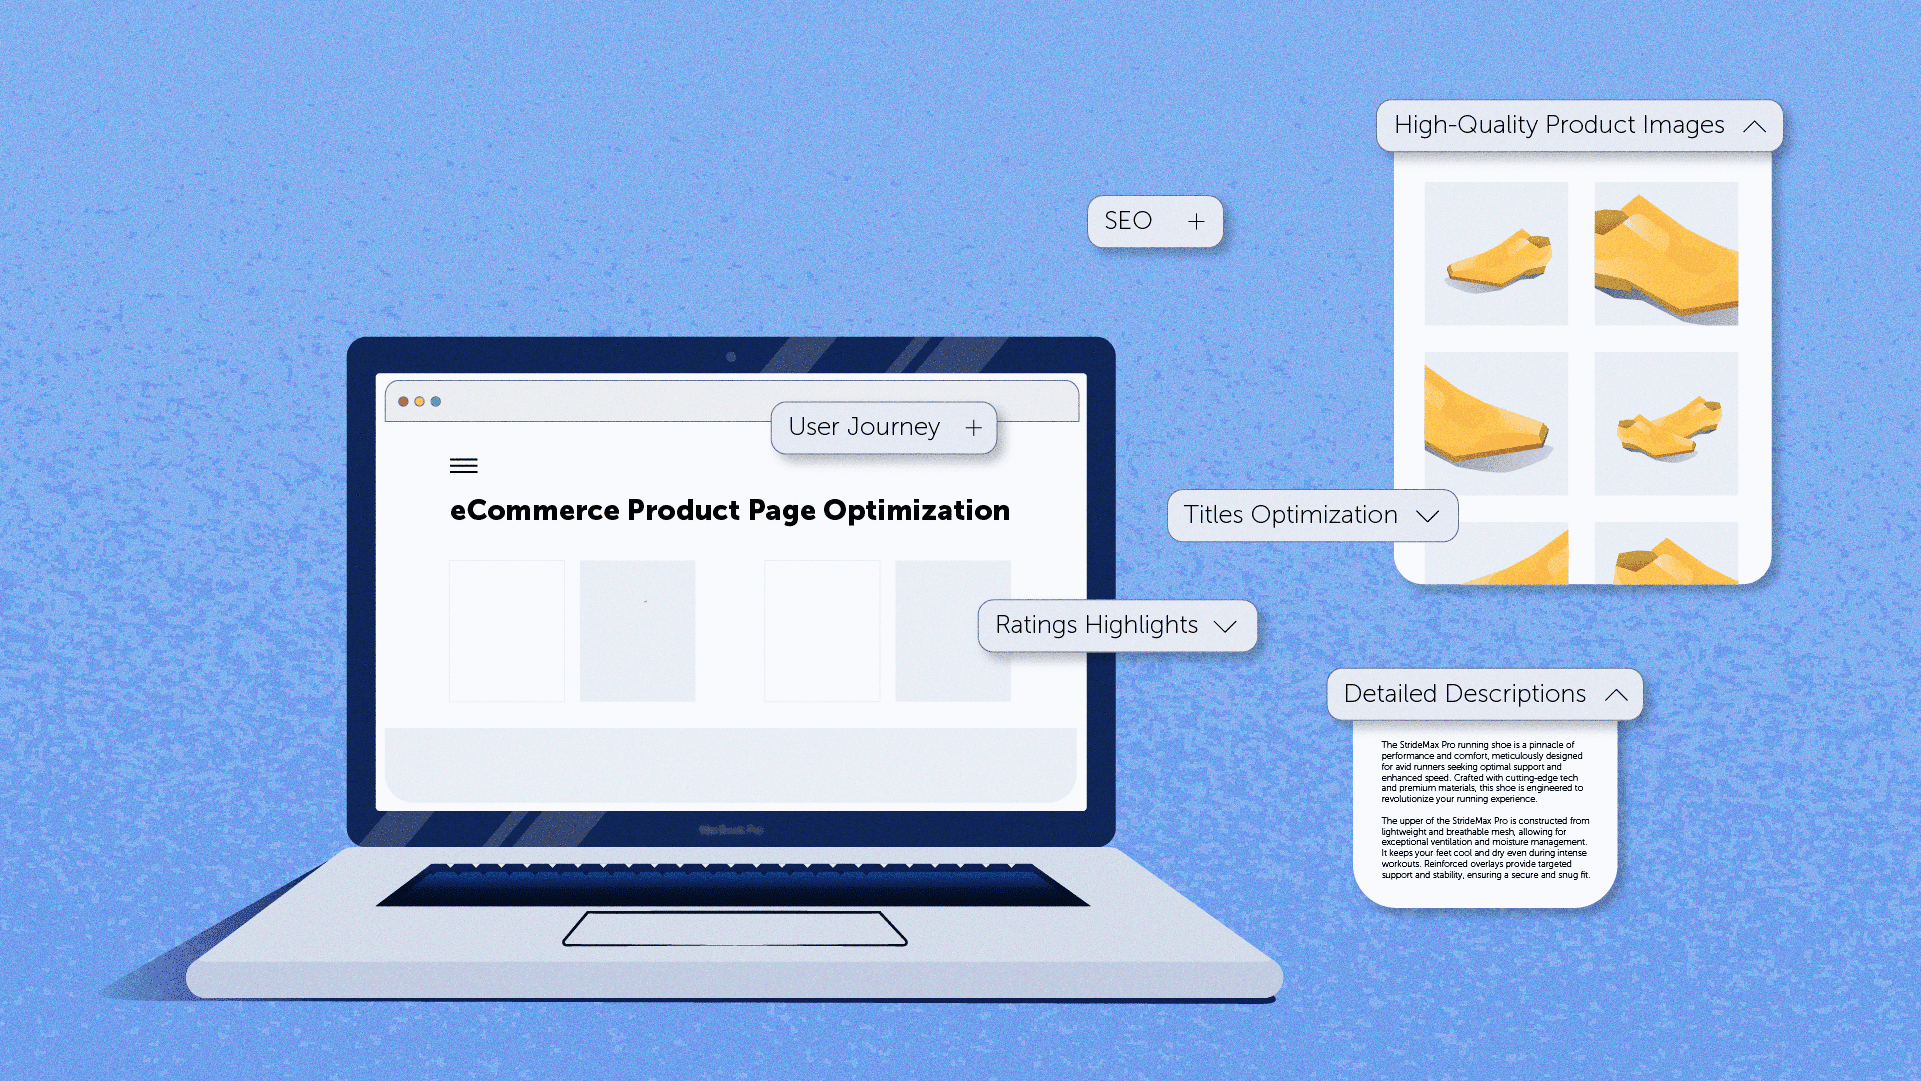 High-Quality Product Images
SEO +
User Journey +
eCommerce Product Page Optimization
Titles Optimization
Ratings Highlights
Detailed Descriptions
The StrideMax Pro running shoe is a pinnacle of
performance and comfort, meticulously designed
for avid runners seeking optimal support and
enhanced speed. Crafted with cutting-edge tech
and premium materials, this shoe is engineered to
revolutionize your running experience.
The upper of the StrideMax Pro is constructed from
lightweight and breathable mesh, allowing for
exceptional ventilation and moisture management.
It keeps your feet cool and dry even during intense
workouts. Reinforced overlays provide targeted
support and stability, ensuring a secure and snug fit.